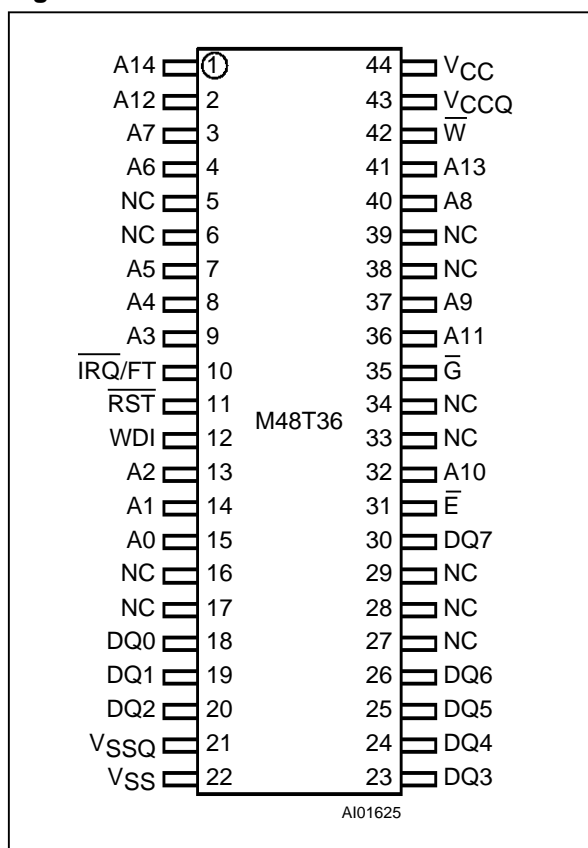 A14 1 44 VCC
A12 2 43 VCCQ
A7 3 42 W̅
A6 4 41 A13
NC 5 40 A8
NC 6 39 NC
A5 7 38 NC
A4 8 37 A9
A3 9 36 A11
I̅R̅Q̅/FT 10 35 G̅
R̅S̅T̅ 11 34 NC
M48T36
WDI 12 33 NC
A2 13 32 A10
A1 14 31 E̅
A0 15 30 DQ7
NC 16 29 NC
NC 17 28 NC
DQ0 18 27 NC
DQ1 19 26 DQ6
DQ2 20 25 DQ5
VSSQ 21 24 DQ4
VSS 22 23 DQ3
AI01625